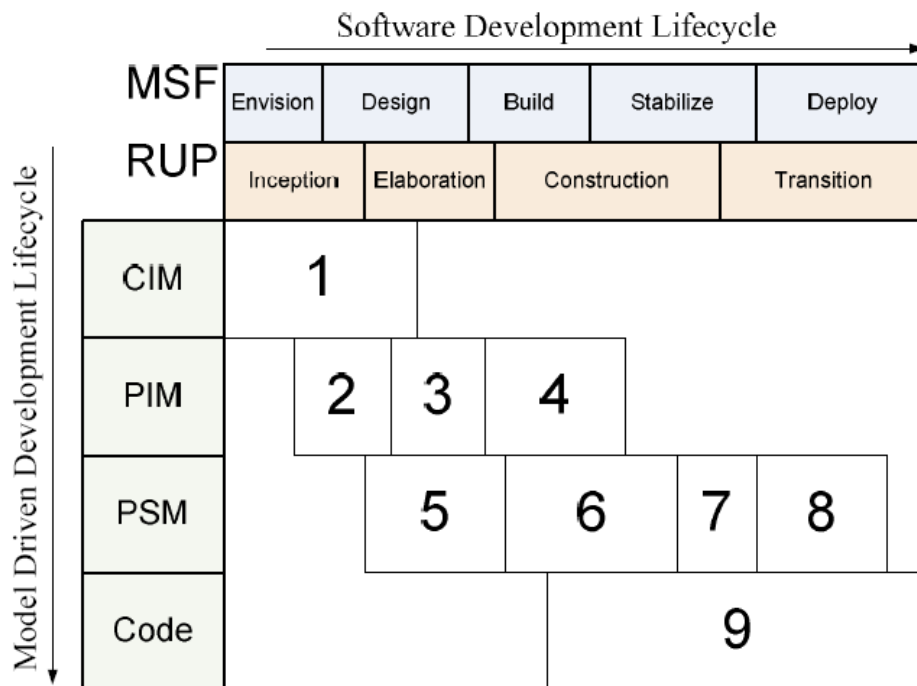 Software Development Lifecycle
MSF
Envision Design Build Stabilize Deploy
RUP
Inception Elaboration Construction Transition
Model Driven Development Lifecycle
CIM 1
PIM 2 3 4
PSM 5 6 7 8
Code 9